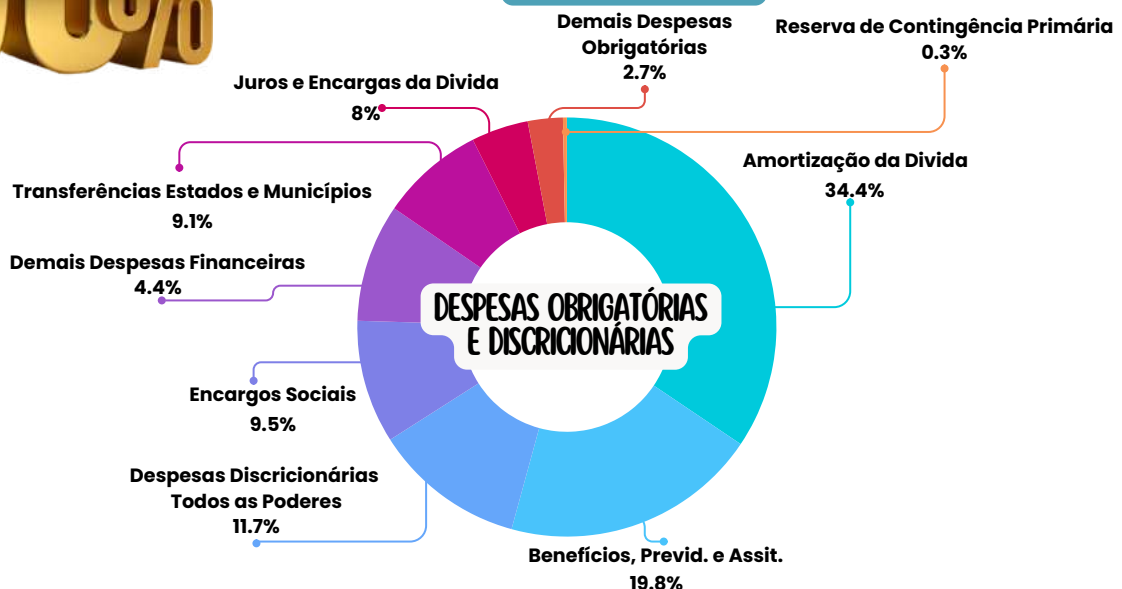 0%
Demais Despesas
Obrigatórias
2.7%
Reserva de Contingência Primária
0.3%
Juros e Encargas da Divida
8%
Amortização da Divida
34.4%
Transferências Estados e Municípios
9.1%
Demais Despesas Financeiras
4.4%
DESPESAS OBRIGATÓRIAS
E DISCRICIONÁRIAS
Encargos Sociais
9.5%
Despesas Discricionárias
Todos as Poderes
11.7%
Benefícios, Previd. e Assit.
19.8%